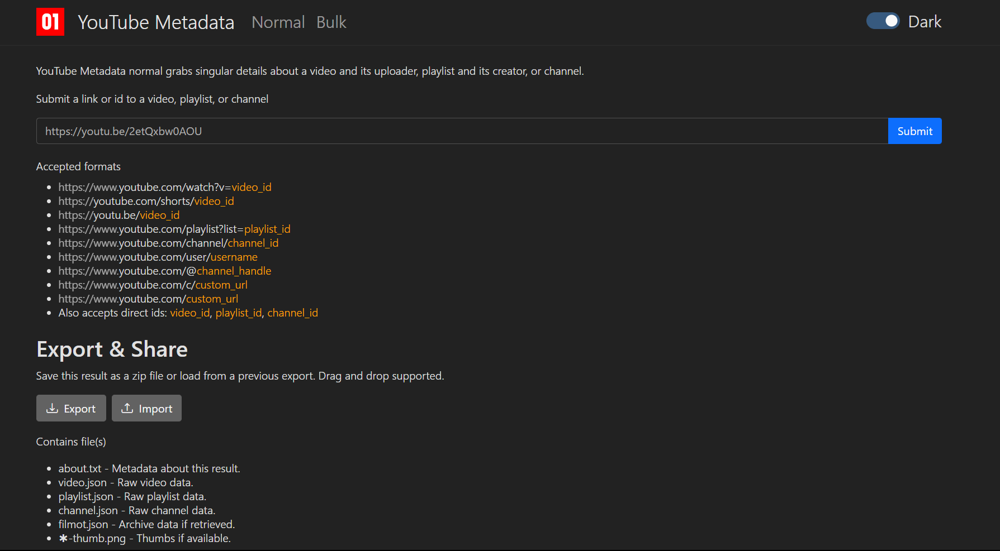 01 YouTube Metadata Normal Bulk Dark
YouTube Metadata normal grabs singular details about a video and its uploader, playlist and its creator, or channel.
Submit a link or id to a video, playlist, or channel
https://youtu.be/2etQxbw0AOU Submit
Accepted formats
• https://www.youtube.com/watch?v=video_id
• https://youtube.com/shorts/video_id
• https://youtu.be/video_id
• https://www.youtube.com/playlist?list=playlist_id
• https://www.youtube.com/channel/channel_id
• https://www.youtube.com/user/username
• https://www.youtube.com/@channel_handle
• https://www.youtube.com/c/custom_url
• https://www.youtube.com/custom_url
• Also accepts direct ids: video_id, playlist_id, channel_id
Export & Share
Save this result as a zip file or load from a previous export. Drag and drop supported.
Export Import
Contains file(s)
• about.txt - Metadata about this result.
• video.json - Raw video data.
• playlist.json - Raw playlist data.
• channel.json - Raw channel data.
• filmot.json - Archive data if retrieved.
• ✱-thumb.png - Thumbs if available.